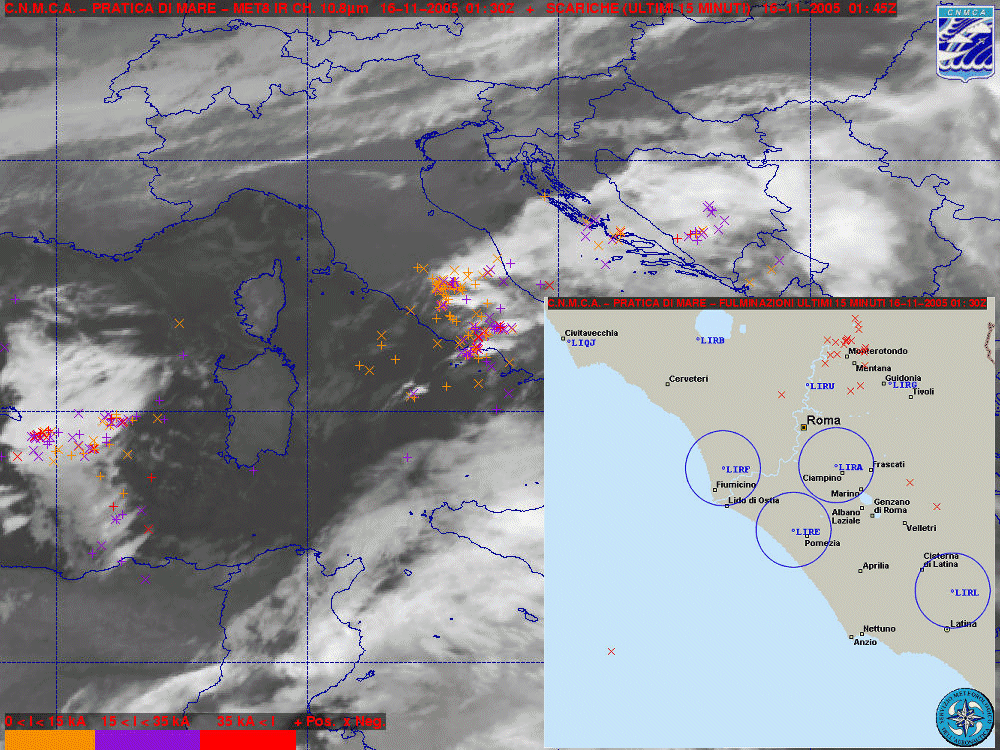 C.N.M.C.A. - PRATICA DI MARE - MET8 IR CH. 10.8µm 16-11-2005 01:30Z + SCARICHE (ULTIMI 15 MINUTI) 16-11-2005 01:45Z
CNMCA
C.N.M.C.A. - PRATICA DI MARE - FULMINAZIONI ULTIMI 15 MINUTI 16-11-2005 01:30Z
Civitavecchia
°LIQJ
°LIRB
Monterotondo
Mentana
Cerveteri
Guidonia
°LIRU
°LIRG
Tivoli
Roma
°LIRF
°LIRA
Frascati
Ciampino
Fiumicino
Marino
Lido di Ostia
Genzano
di Roma
Albano
Laziale
°LIRE
Velletri
Pomezia
Cisterna
di Latina
Aprilia
°LIRL
Latina
Nettuno
Anzio
0 < I < 15 kA 15 < I < 35 kA 35 kA < I + Pos. x Neg.